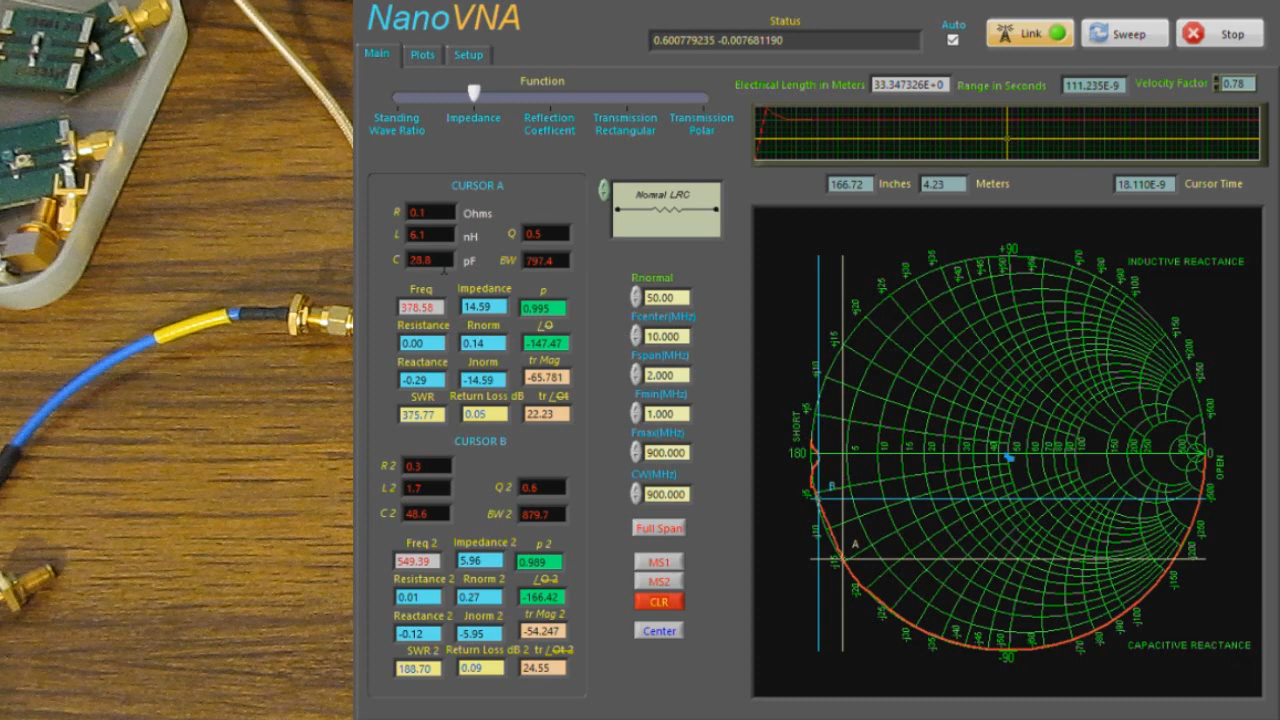 NanoVNA
Status
0.600779235 -0.007681190
Auto
Link
Sweep
Stop
Main
Plots
Setup
Function
Standing Wave Ratio
Impedance
Reflection Coefficent
Transmission Rectangular
Transmission Polar
Electrical Length in Meters 33.347326E+0
Range in Seconds 111.235E-9
Velocity Factor 0.78
166.72 Inches
4.23 Meters
18.110E-9 Cursor Time
CURSOR A
R 0.1 Ohms
L 6.1 nH
Q 0.5
C 28.8 pF
BW 797.4
Freq Impedance p
378.58 14.59 0.995
Resistance Rnorm
0.00 0.14 -147.47
Reactance Jnorm tr Mag
-0.29 -14.59 -65.781
SWR Return Loss dB
375.77 0.05 22.23
CURSOR B
R 2 0.3
L 2 1.7
Q 2 0.6
C 2 48.6
BW 2 879.7
Freq 2 Impedance 2 p 2
549.39 5.96 0.989
Resistance 2 Rnorm 2
0.01 0.27 -166.42
Reactance 2 Jnorm 2 tr Mag 2
-0.12 -5.95 -54.247
SWR 2 Return Loss dB 2
188.70 0.09 24.55
Normal LRC
Rnormal
50.00
Fcenter(MHz)
10.000
Fspan(MHz)
2.000
Fmin(MHz)
1.000
Fmax(MHz)
900.000
CW(MHz)
900.000
Full Span
MS1
MS2
CLR
Center
+90
INDUCTIVE REACTANCE
SHORT
180
0
OPEN
B
A
-90
CAPACITIVE REACTANCE